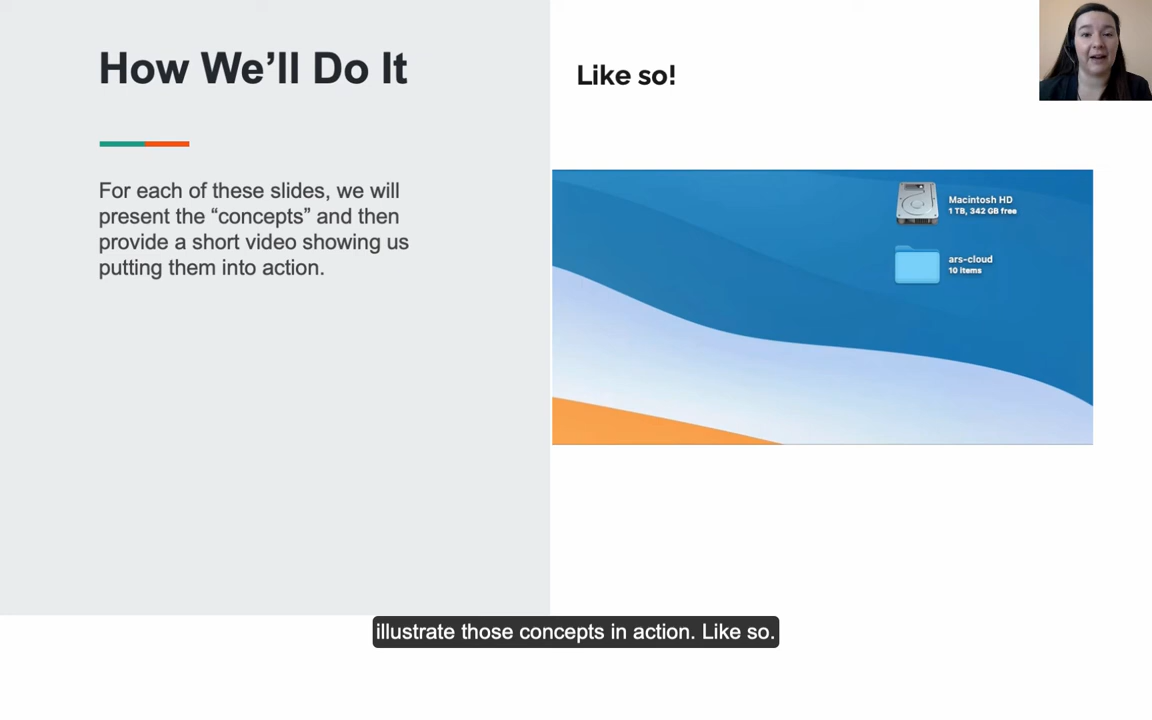 How We’ll Do It
For each of these slides, we will
present the “concepts” and then
provide a short video showing us
putting them into action.
Like so!
Macintosh HD
1 TB, 342 GB free
ars-cloud
10 items
illustrate those concepts in action. Like so.